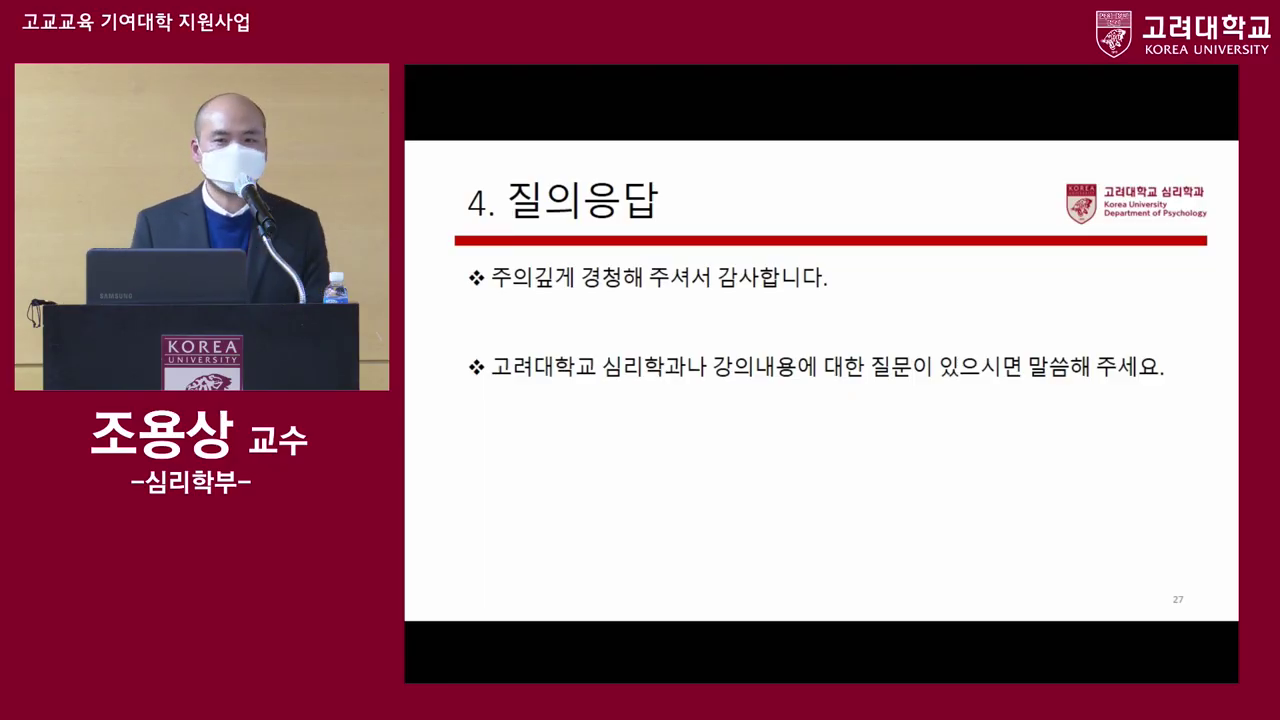 고교교육 기여대학 지원사업
고려대학교
KOREA UNIVERSITY
SAMSUNG
KOREA
UNIVERSITY
조용상 교수
-심리학부-
4. 질의응답
KOREA
고려대학교 심리학과
Korea University
Department of Psychology
❖ 주의깊게 경청해 주셔서 감사합니다.
❖ 고려대학교 심리학과나 강의내용에 대한 질문이 있으시면 말씀해 주세요.
27